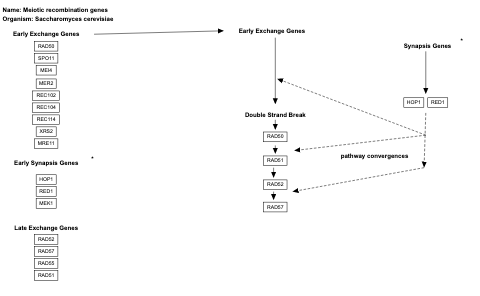 Name: Meiotic recombination genes
Organism: Saccharomyces cerevisiae
Early Exchange Genes
RAD50
SPO11
MEI4
MER2
REC102
REC104
REC114
XRS2
MRE11
Early Synapsis Genes *
HOP1
RED1
MEK1
Late Exchange Genes
RAD52
RAD57
RAD55
RAD51
Early Exchange Genes
Double Strand Break
RAD50
RAD51
RAD52
RAD57
Synapsis Genes *
HOP1 RED1
pathway convergences